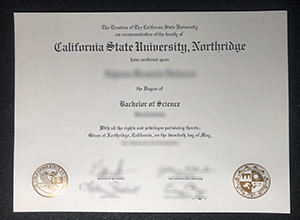 The Trustees of The California State University
on recommendation of the faculty of
California State University, Northridge
have conferred upon
the Degree of
Bachelor of Science
With all the rights and privileges pertaining thereto.
Given at Northridge, California, on the twentieth day of May,